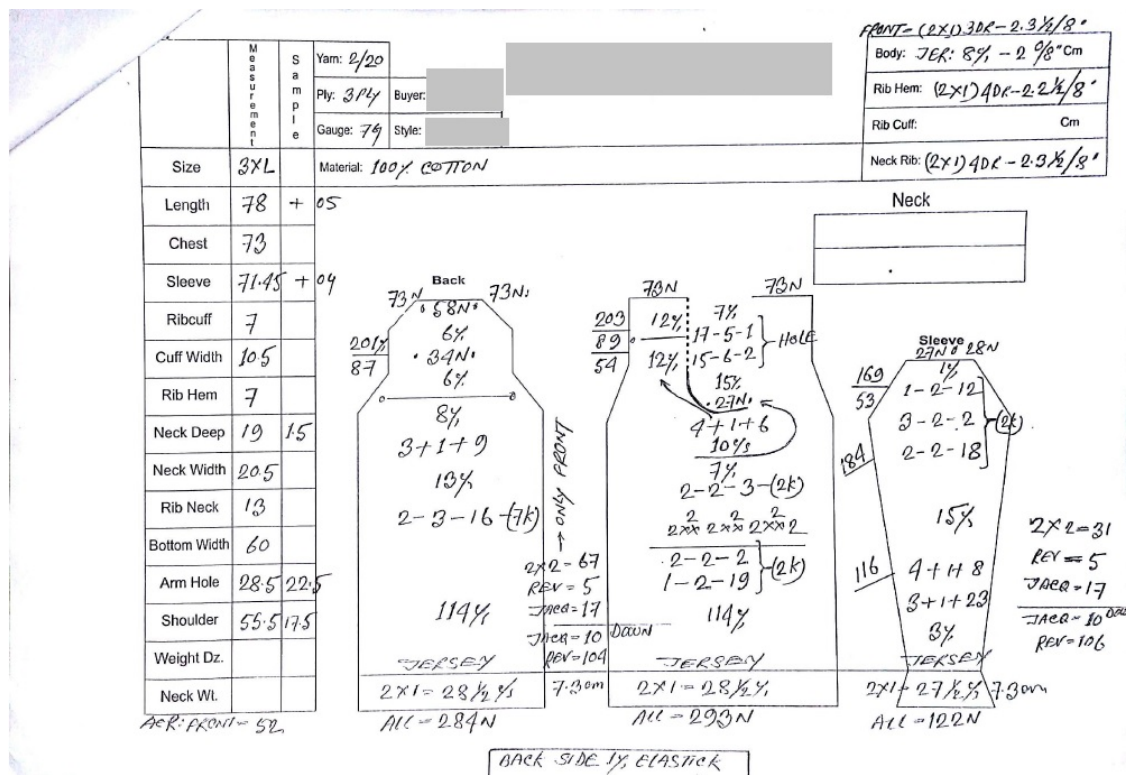 FRONT - (2X1) 3DR - 2.3½/8"
Measurement
Sample
Yarn: 2/20
Ply: 3PLY Buyer:
Gauge: 7g Style:
Body: JER: 8% - 2 0/8" Cm
Rib Hem: (2X1) 4DR - 2.2½/8"
Rib Cuff: Cm
Neck Rib: (2X1) 4DR - 2.3½/8"
Size 3XL Material: 100% COTTON
Length 78 + 05
Chest 73
Sleeve 71.45 + 04
Ribcuff 7
Cuff Width 10.5
Rib Hem 7
Neck Deep 19 1.5
Neck Width 20.5
Rib Neck 13
Bottom Width 60
Arm Hole 28.5 22.5
Shoulder 55.5 17.5
Weight Dz.
Neck Wt.
ACR: FRONT - 52
Neck
Back
73N 58N 73N
6%
34N
6%
201%
87
8%
3+1+9
13%
2-3-16-(7K)
114%
JERSEY
2X1 = 28½%
ALL = 284N
→ ONLY FRONT
2X2 = 67
REV = 5
JACQ = 17
JACQ = 10 DOWN
REV = 104
7.3cm
73N 73N
203
89
54
12%
12%
7%
17-5-1
15-6-2
HOLE
15%
27N
4+1+6
10%
7%
2-2-3-(2K)
2-2-2
1-2-19
(2K)
114%
JERSEY
2X1 = 28½%
ALL = 293N
Sleeve
27N 28N
1%
169
53
1-2-12
3-2-2
2-2-18
(2K)
184
15%
116
4+1+8
3+1+23
3%
JERSEY
2X1 = 27½% 7.3cm
ALL = 122N
2X2 = 31
REV = 5
JACQ = 17
JACQ = 10 DOWN
REV = 106
BACK SIDE 1% ELASTICK